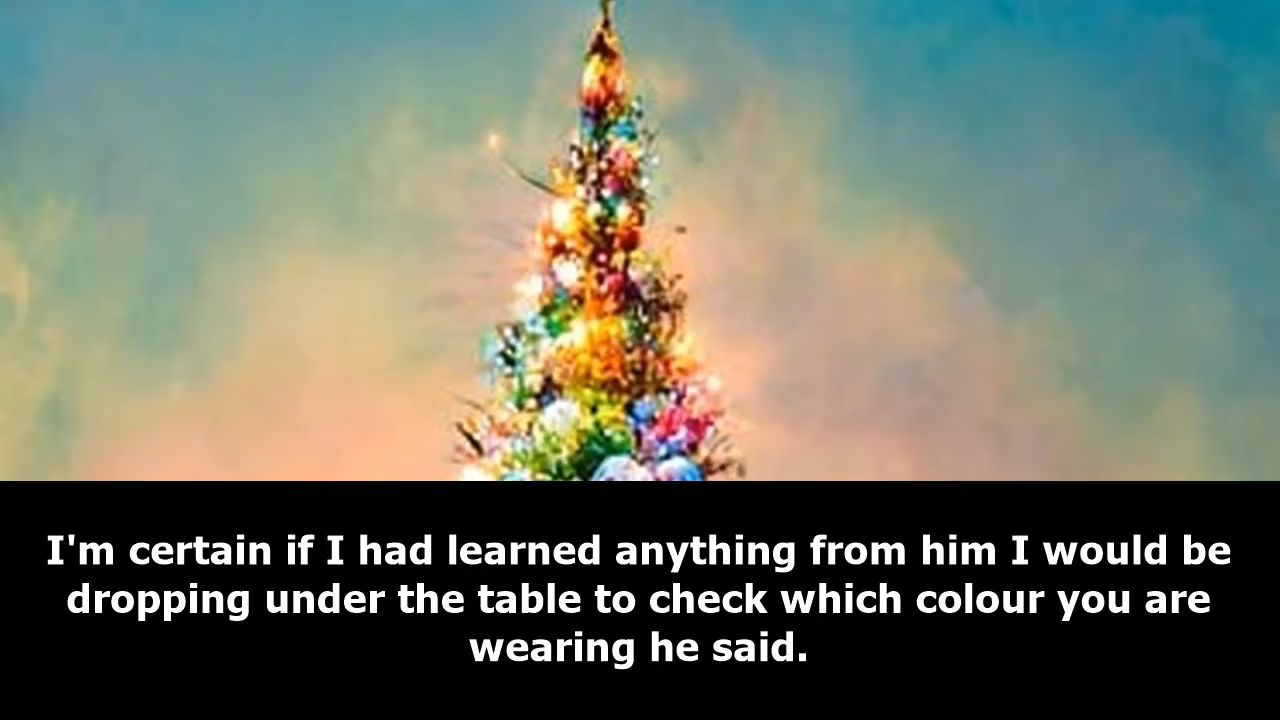 I'm certain if I had learned anything from him I would be
dropping under the table to check which colour you are
wearing he said.